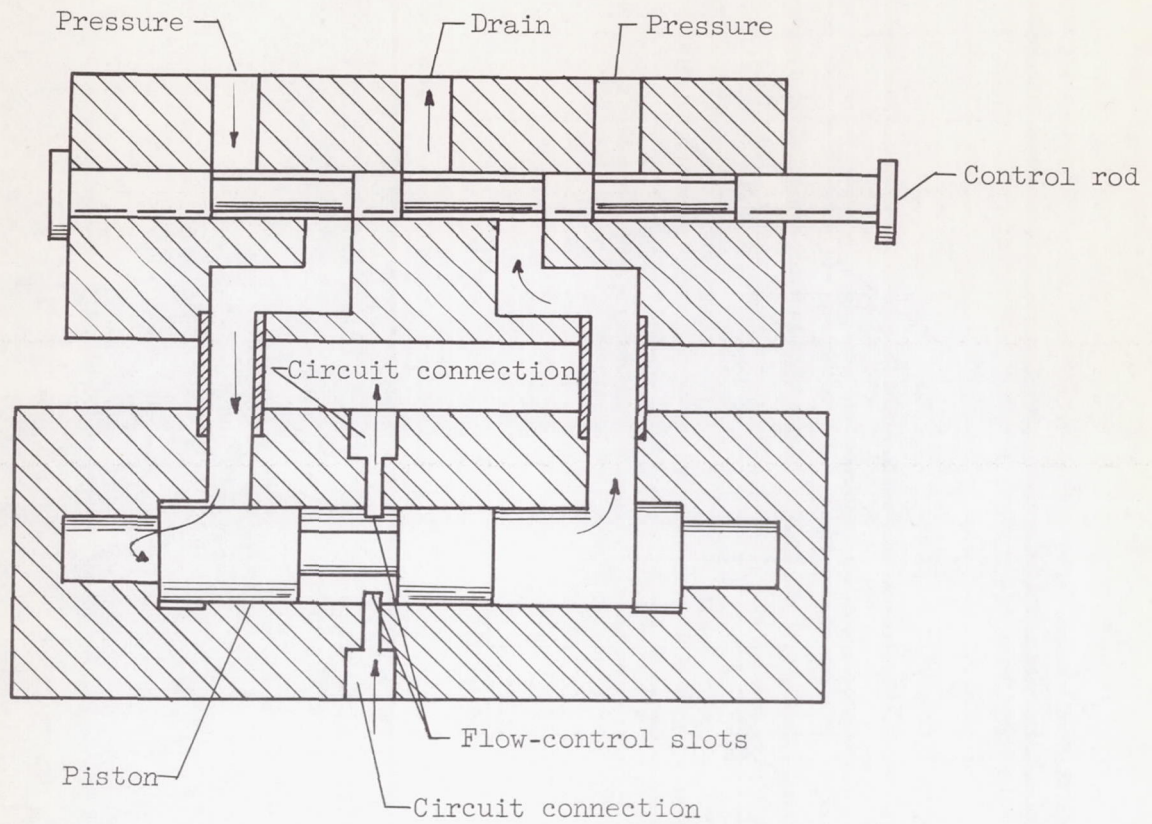 Pressure
Drain
Pressure
Control rod
Circuit connection
Flow-control slots
Piston
Circuit connection